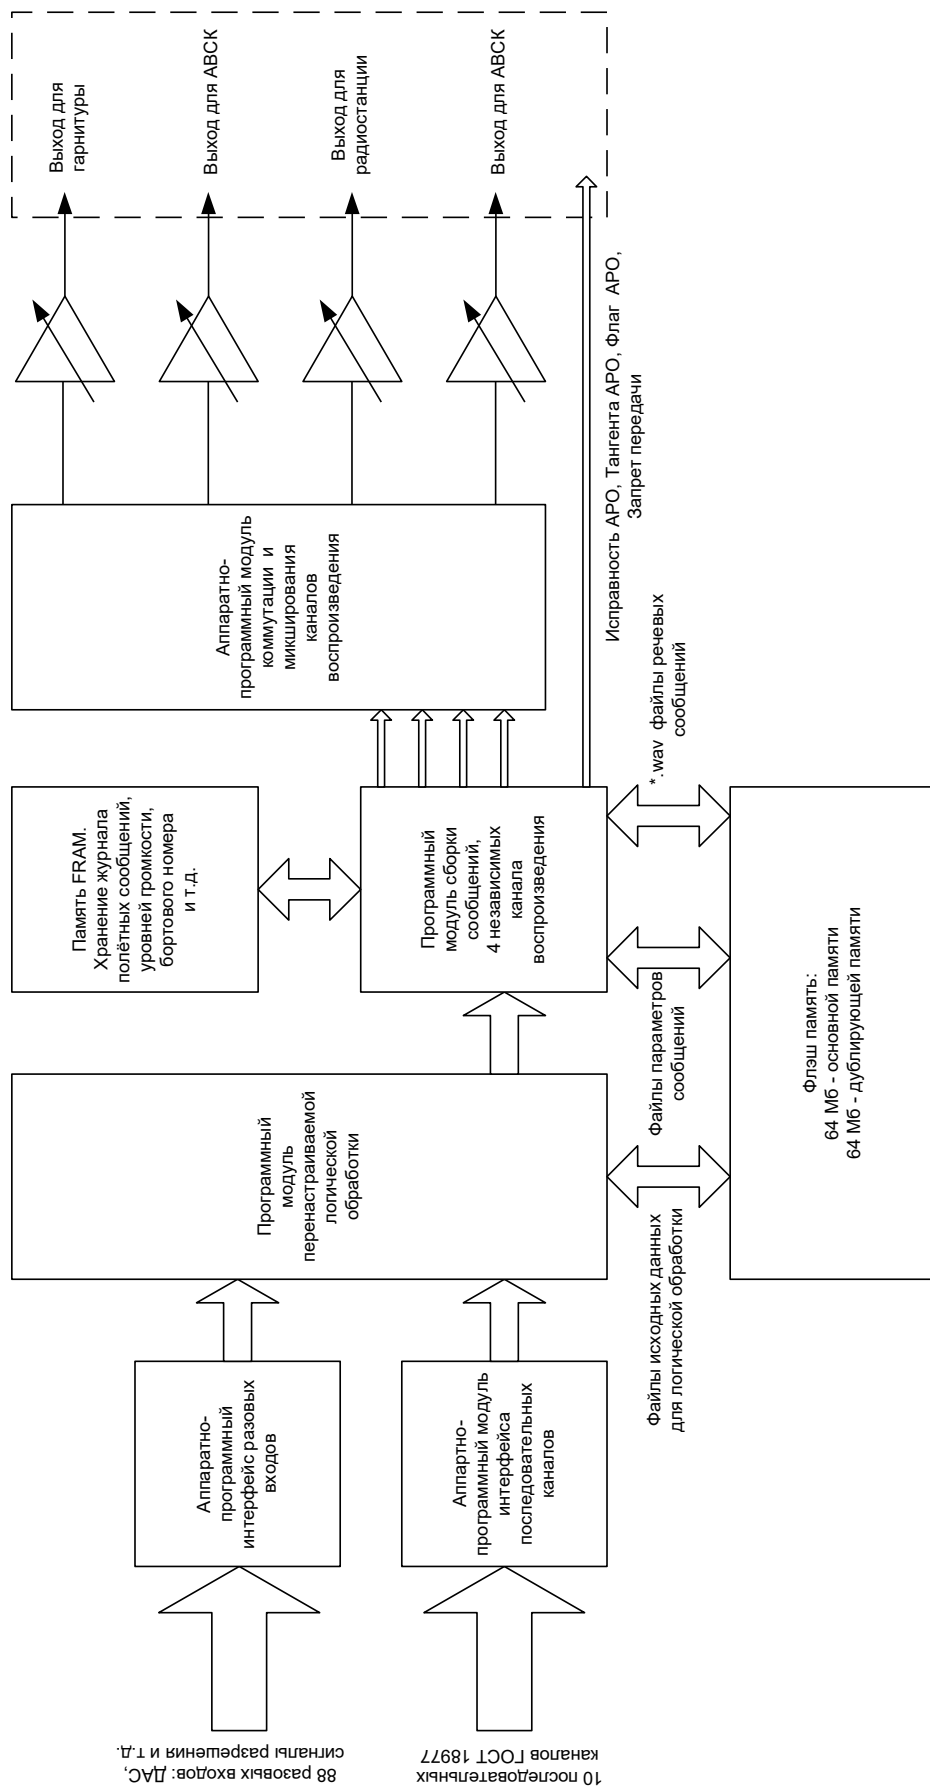 88 разовых входов: ДАС,
сигналы разрешения и т.д.
10 последовательных
каналов ГОСТ 18977
Аппаратно-
программный
интерфейс разовых
входов
Аппартно-
программный модуль
интерфейса
последовательных
каналов
Программный
модуль
перенастраиваемой
логической
обработки
Файлы исходных данных
для логической обработки
Память FRAM.
Хранение журнала
полётных сообщений,
уровней громкости,
бортового номера
и т.д.
Программный
модуль сборки
сообщений,
4 независимых
канала
воспроизведения
Файлы параметров
сообщений
*.wav файлы речевых
сообщений
Флэш память:
64 Мб - основной памяти
64 Мб - дублирующей памяти
Аппаратно-
программный модуль
коммутации и
микширования
каналов
воспроизведения
Исправность АРО, Тангента АРО, Флаг АРО,
Запрет передачи
Выход для
гарнитуры
Выход для АВСК
Выход для
радиостанции
Выход для АВСК